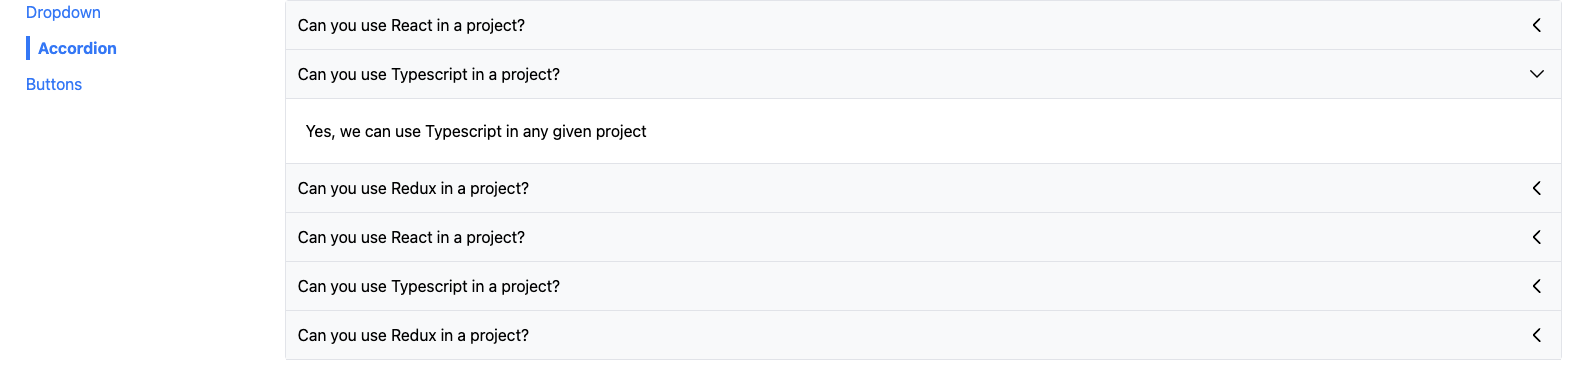 Dropdown
Accordion
Buttons
Can you use React in a project?
Can you use Typescript in a project?
Yes, we can use Typescript in any given project
Can you use Redux in a project?
Can you use React in a project?
Can you use Typescript in a project?
Can you use Redux in a project?